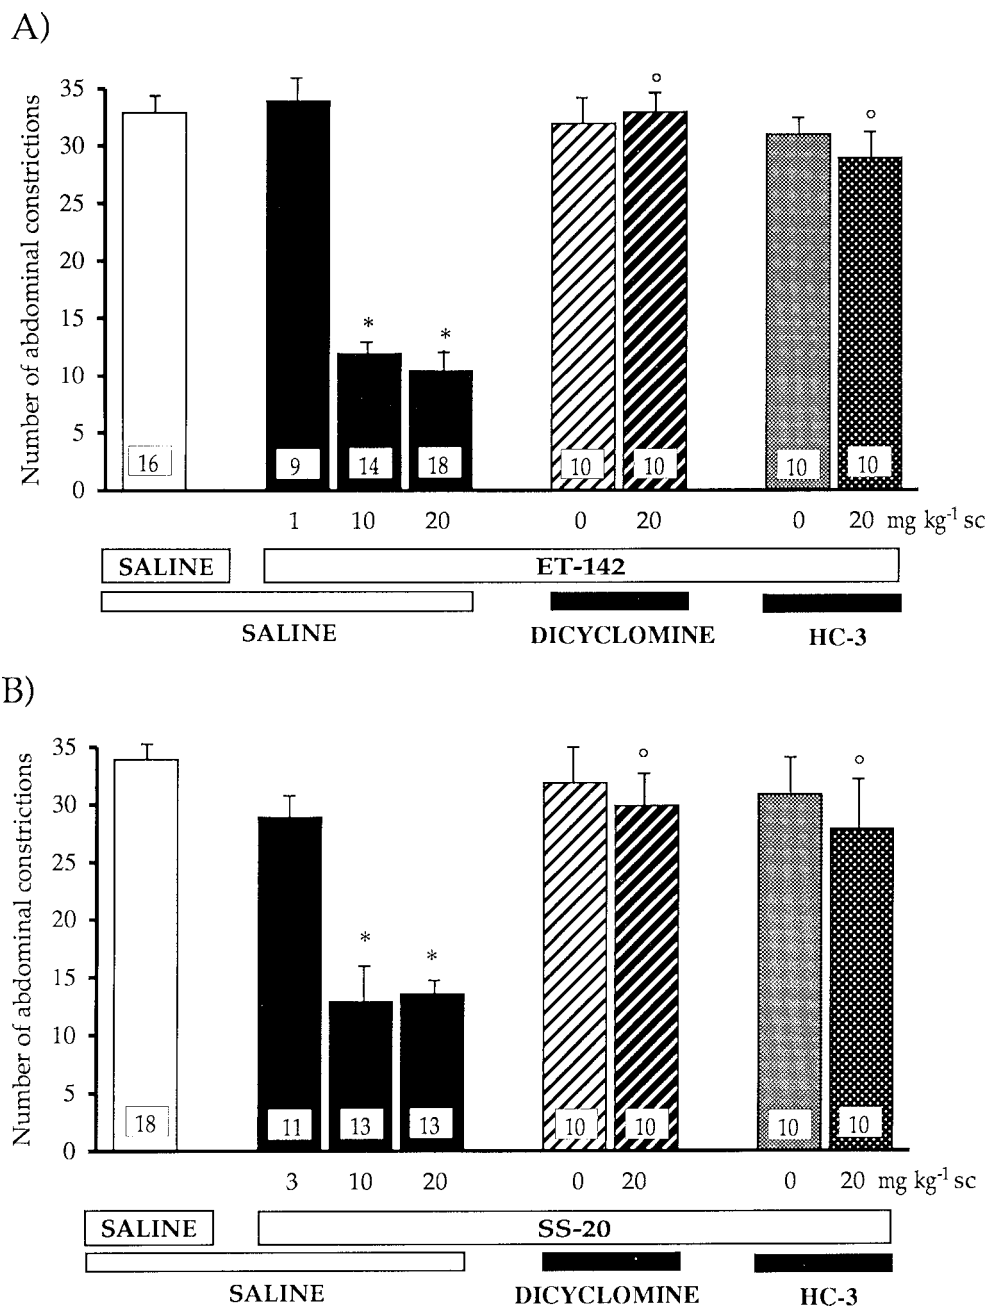 A)
Number of abdominal constrictions
35
30
25
20
15
10
5
0
16 9 14 18 10 10 10 10
1 10 20 0 20 0 20 mg kg-1 sc
SALINE ET-142
SALINE DICYCLOMINE HC-3
B)
Number of abdominal constrictions
35
30
25
20
15
10
5
0
* *
18 11 13 13 10 10 10 10
3 10 20 0 20 0 20 mg kg-1 sc
SALINE SS-20
SALINE DICYCLOMINE HC-3